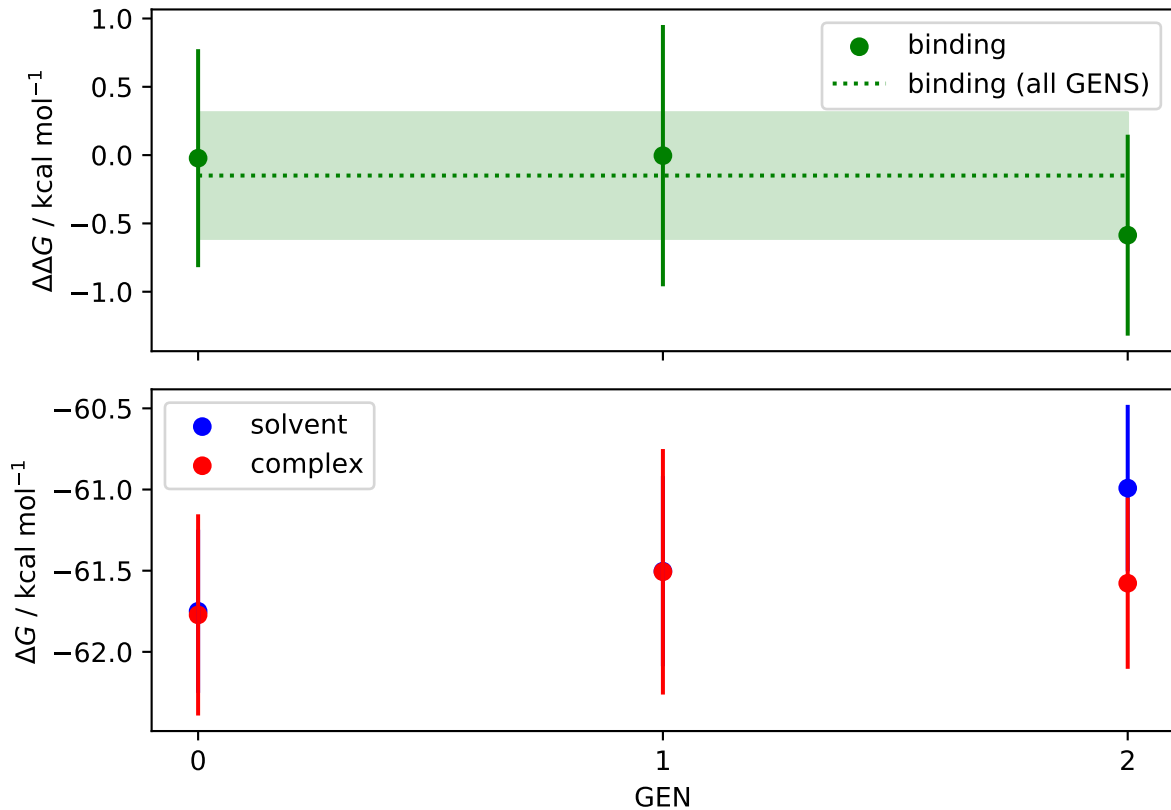 1.0
0.5
0.0
−0.5
−1.0
ΔΔG / kcal mol⁻¹
binding
binding (all GENS)
−60.5
−61.0
−61.5
−62.0
ΔG / kcal mol⁻¹
solvent
complex
0 1 2
GEN